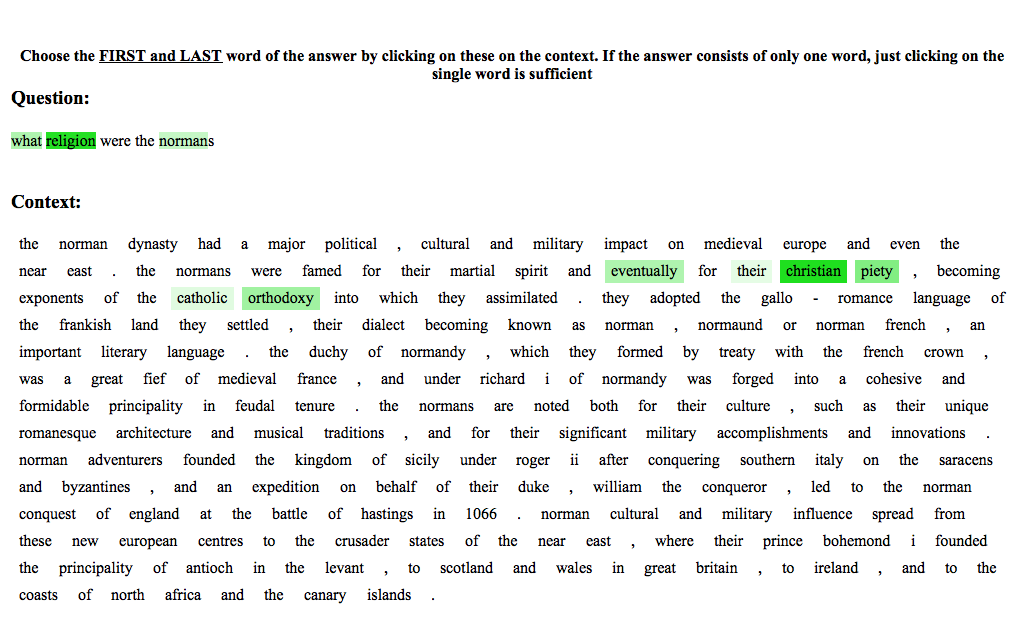 Choose the FIRST and LAST word of the answer by clicking on these on the context. If the answer consists of only one word, just clicking on the
single word is sufficient
Question:
what religion were the normans
Context:
the norman dynasty had a major political , cultural and military impact on medieval europe and even the
near east . the normans were famed for their martial spirit and eventually for their christian piety , becoming
exponents of the catholic orthodoxy into which they assimilated . they adopted the gallo - romance language of
the frankish land they settled , their dialect becoming known as norman , normaund or norman french , an
important literary language . the duchy of normandy , which they formed by treaty with the french crown ,
was a great fief of medieval france , and under richard i of normandy was forged into a cohesive and
formidable principality in feudal tenure . the normans are noted both for their culture , such as their unique
romanesque architecture and musical traditions , and for their significant military accomplishments and innovations .
norman adventurers founded the kingdom of sicily under roger ii after conquering southern italy on the saracens
and byzantines , and an expedition on behalf of their duke , william the conqueror , led to the norman
conquest of england at the battle of hastings in 1066 . norman cultural and military influence spread from
these new european centres to the crusader states of the near east , where their prince bohemond i founded
the principality of antioch in the levant , to scotland and wales in great britain , to ireland , and to the
coasts of north africa and the canary islands .